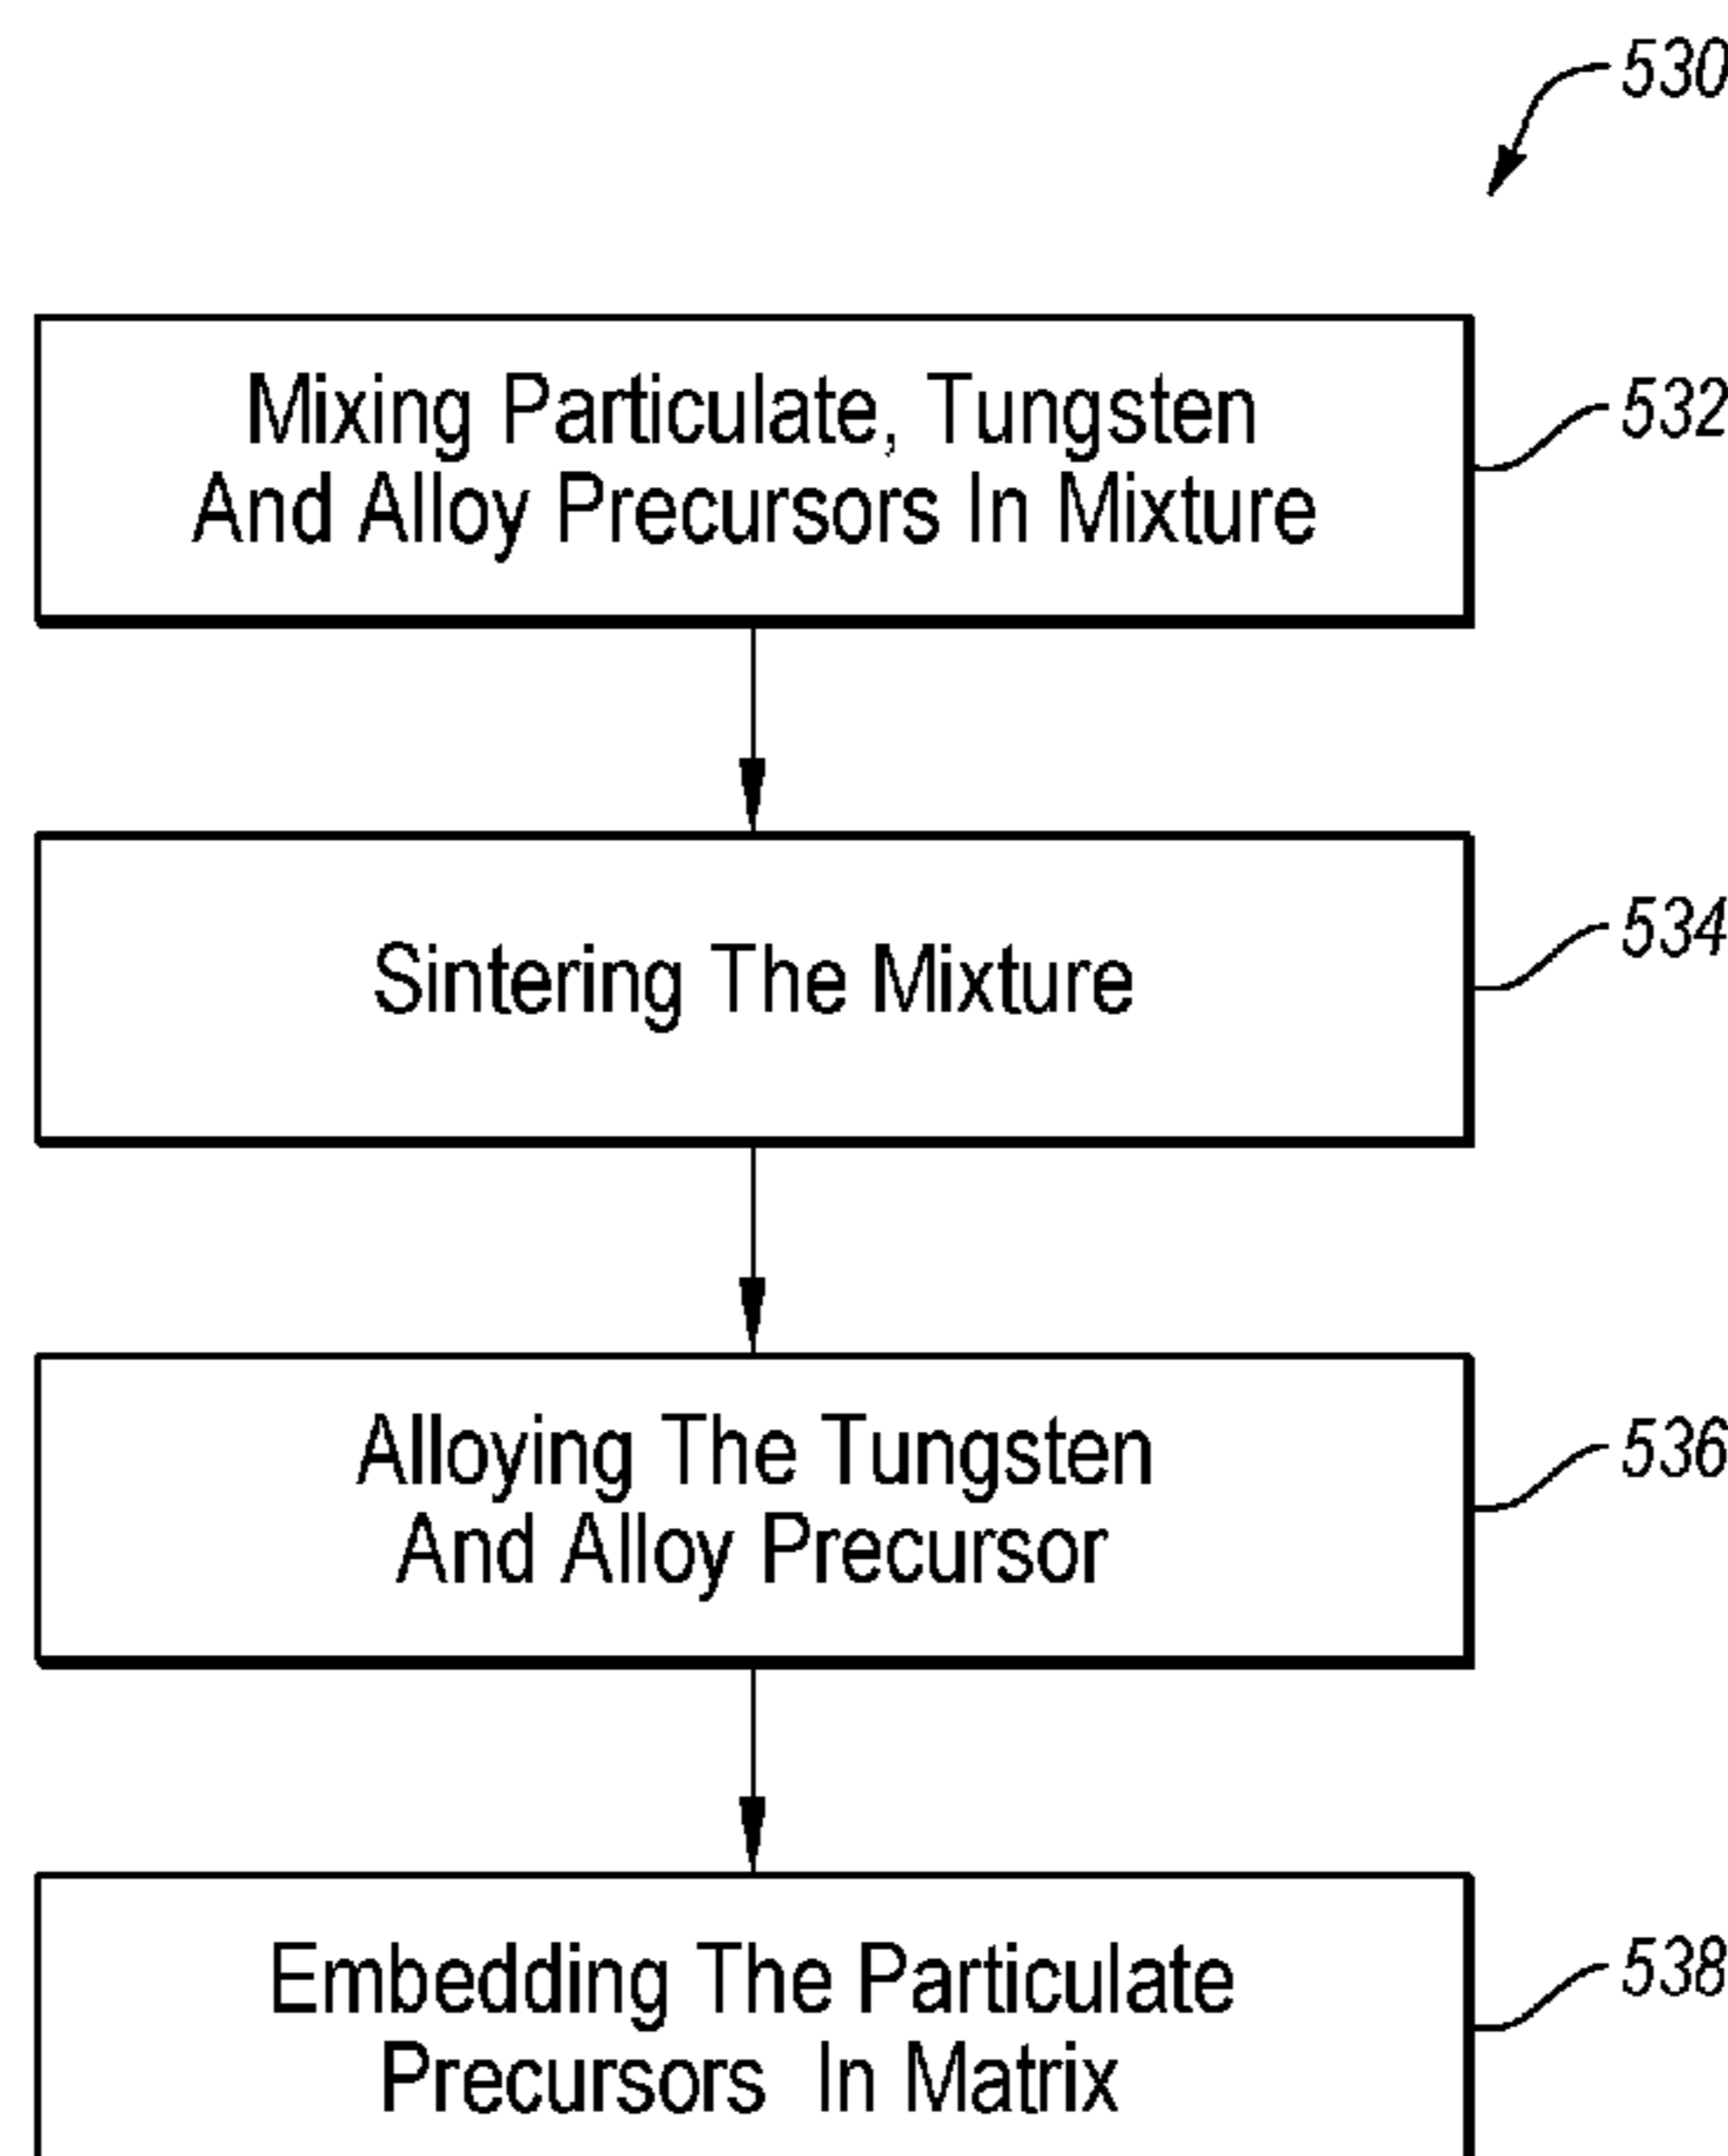 530
Mixing Particulate, Tungsten
And Alloy Precursors In Mixture
532
Sintering The Mixture
534
Alloying The Tungsten
And Alloy Precursor
536
Embedding The Particulate
Precursors In Matrix
538